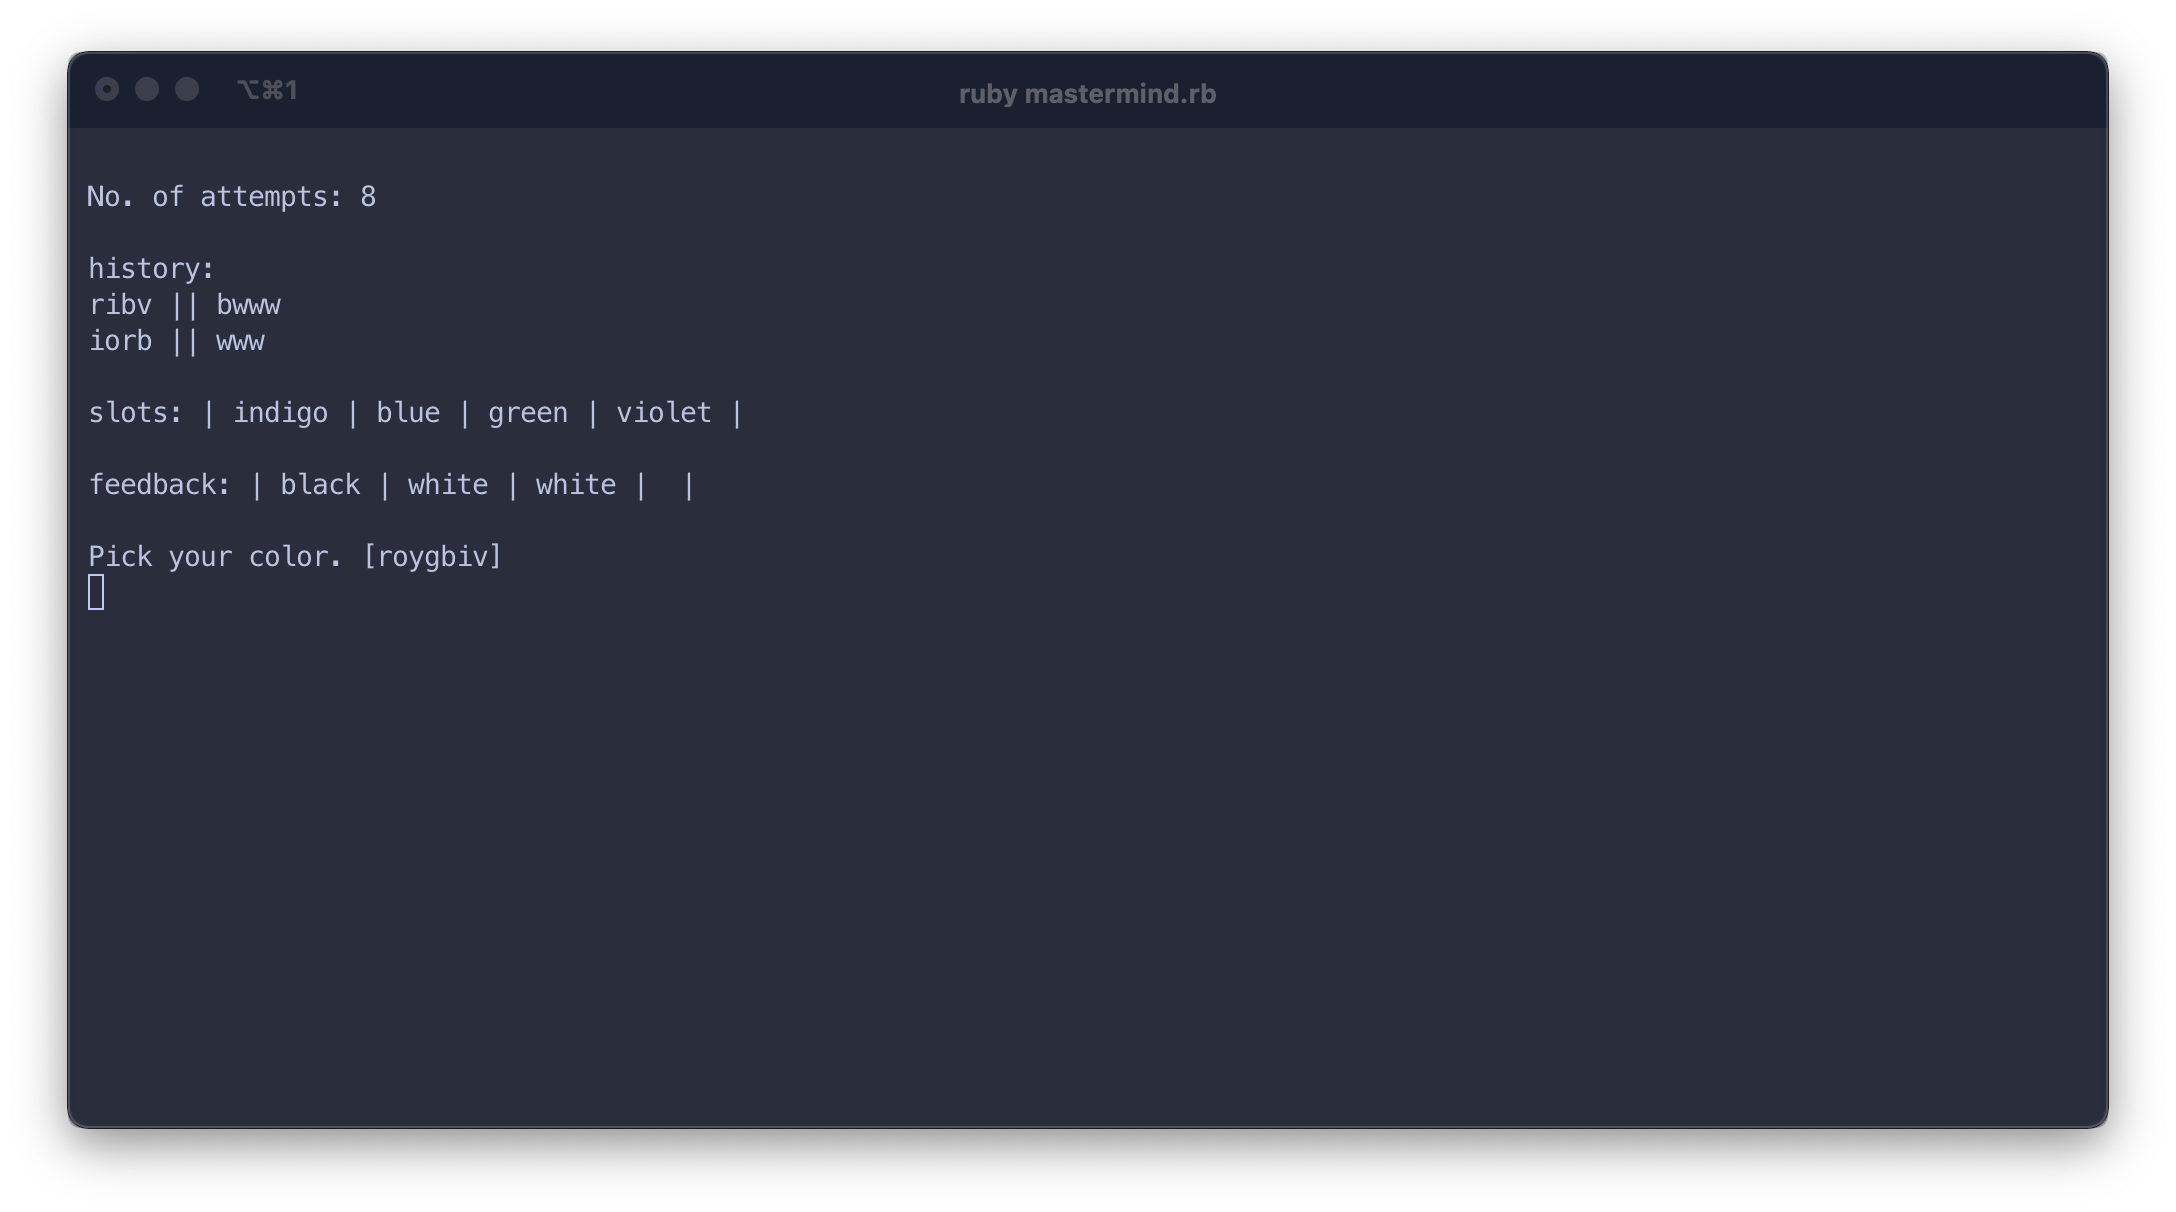 ⌥⌘1
ruby mastermind.rb
No. of attempts: 8
history:
ribv || bwww
iorb || www
slots: | indigo | blue | green | violet |
feedback: | black | white | white |  |
Pick your color. [roygbiv]